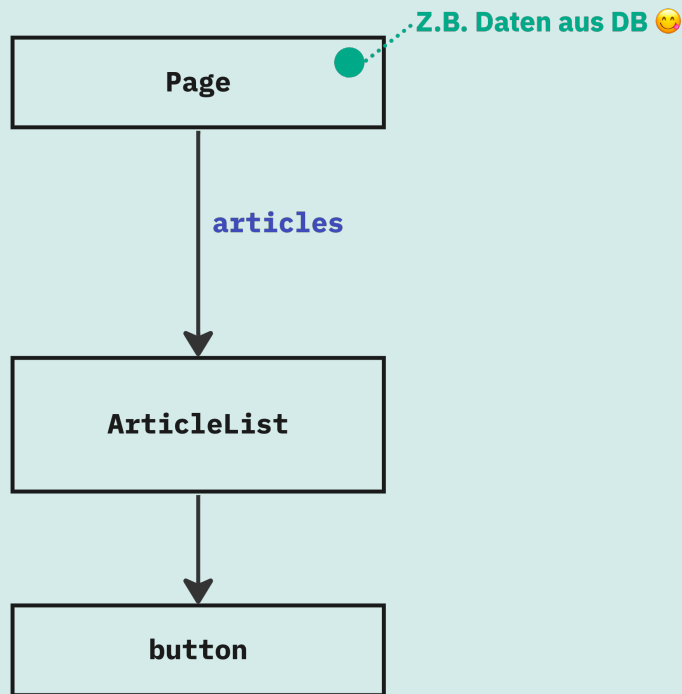 Z.B. Daten aus DB 😋
Page
articles
ArticleList
button